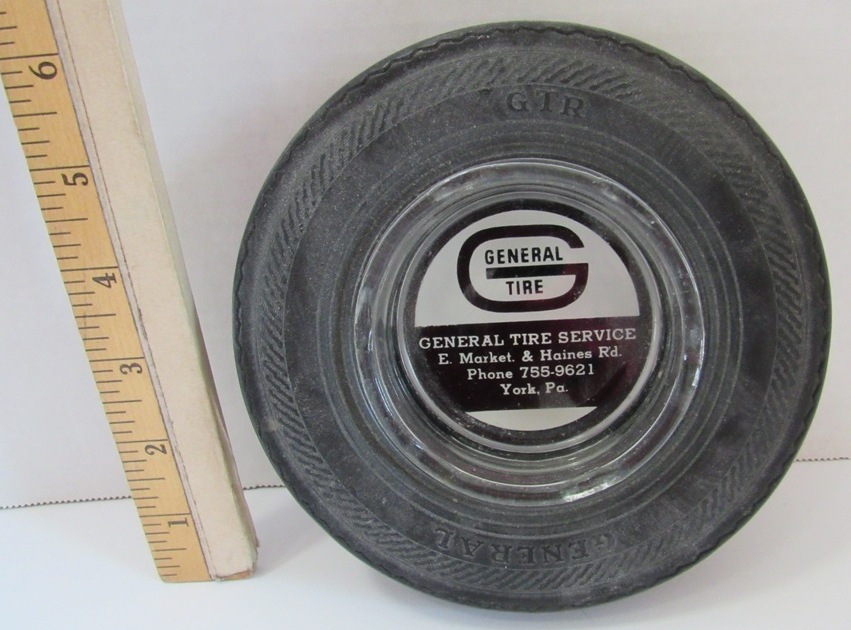 6
5
4
3
2
1
GTR
GENERAL
TIRE
GENERAL TIRE SERVICE
E. Market. & Haines Rd.
Phone 755-9621
York, Pa.
GENERAL